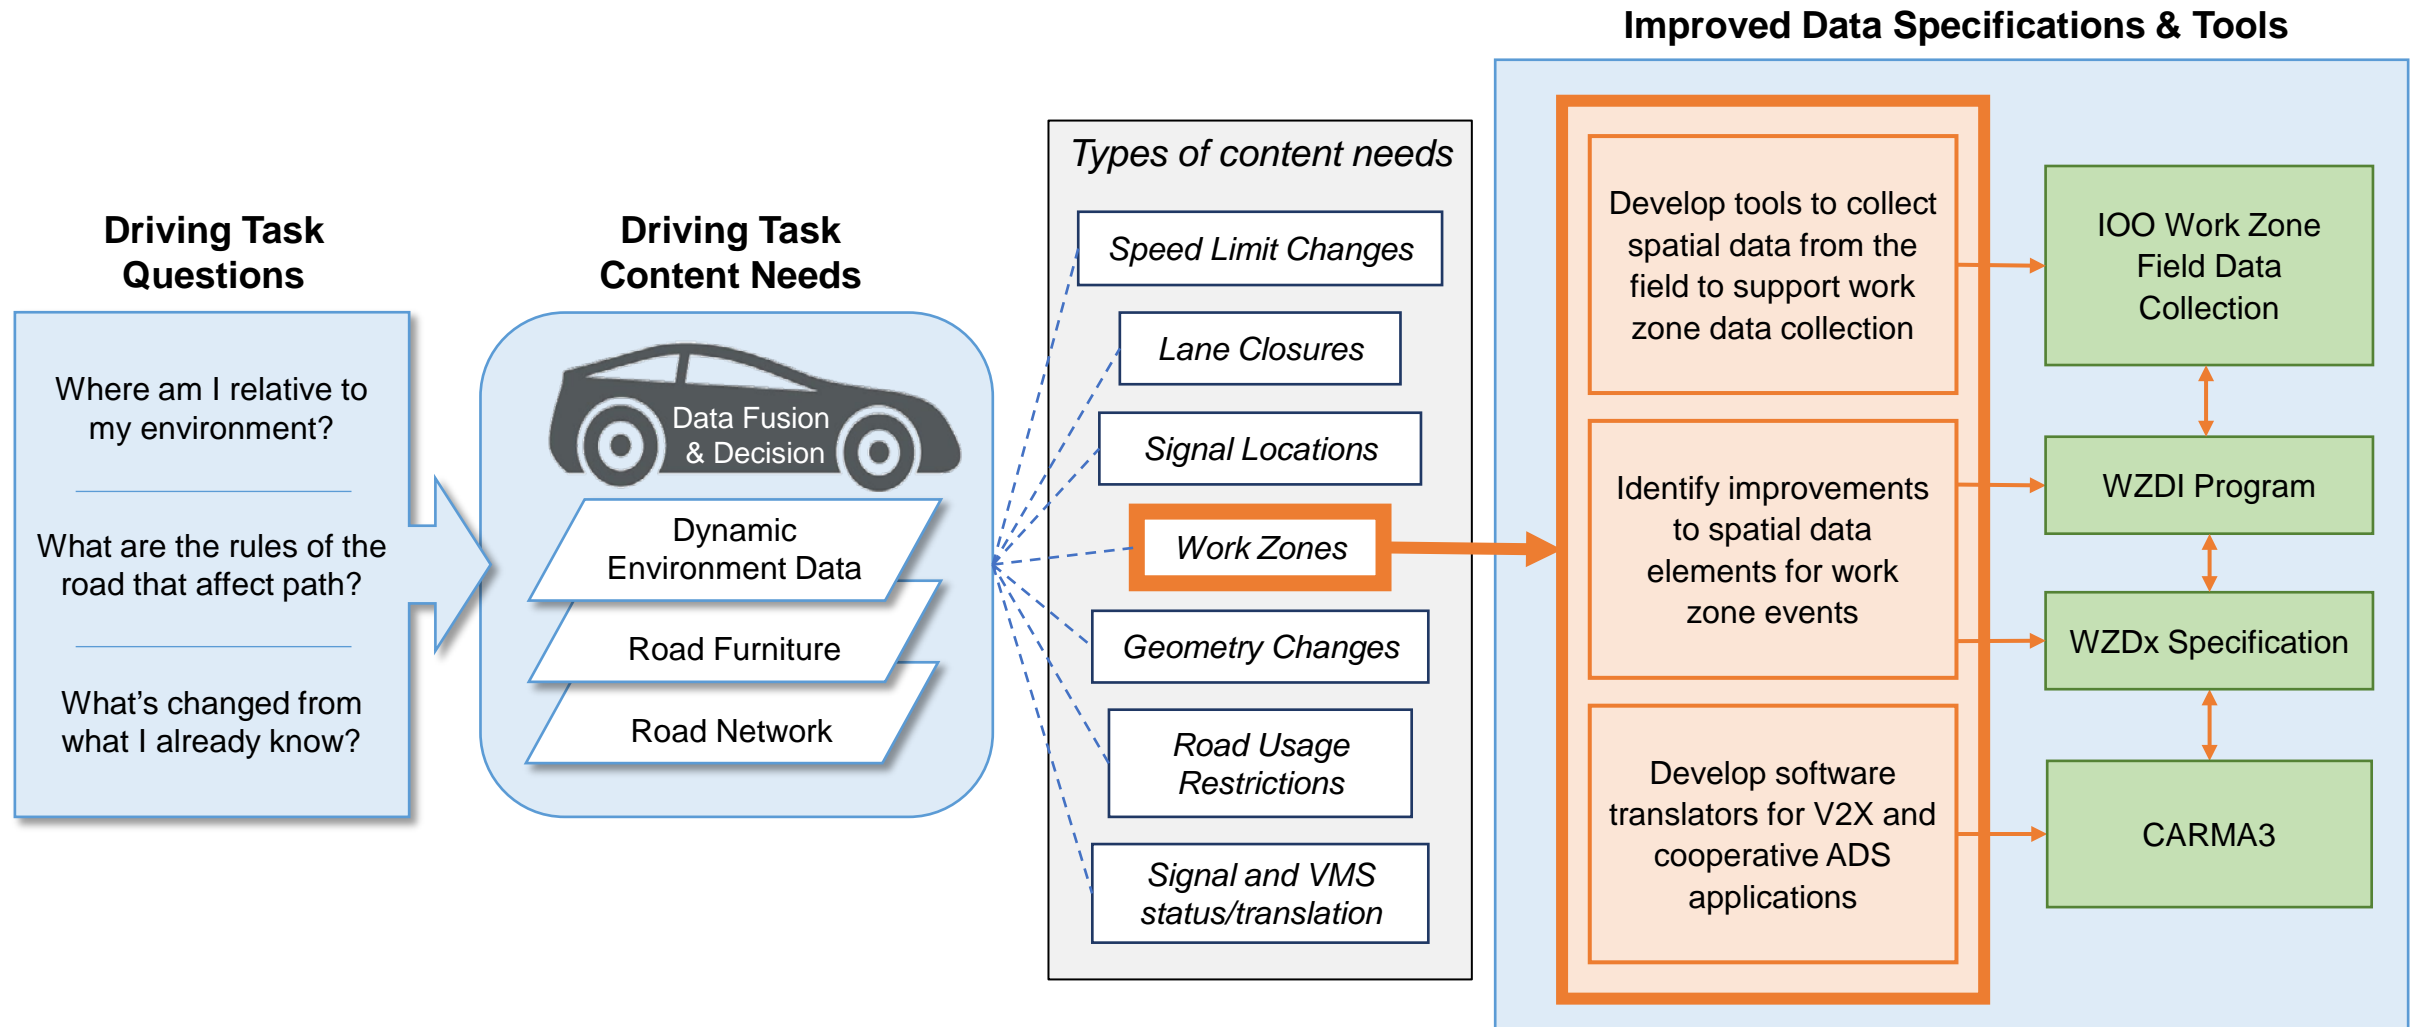 Improved Data Specifications & Tools
Driving Task
Questions
Where am I relative to
my environment?
What are the rules of the
road that affect path?
What’s changed from
what I already know?
Driving Task
Content Needs
Data Fusion
& Decision
Dynamic
Environment Data
Road Furniture
Road Network
Types of content needs
Speed Limit Changes
Lane Closures
Signal Locations
Work Zones
Geometry Changes
Road Usage
Restrictions
Signal and VMS
status/translation
Develop tools to collect
spatial data from the
field to support work
zone data collection
Identify improvements
to spatial data
elements for work
zone events
Develop software
translators for V2X and
cooperative ADS
applications
IOO Work Zone
Field Data
Collection
WZDI Program
WZDx Specification
CARMA3